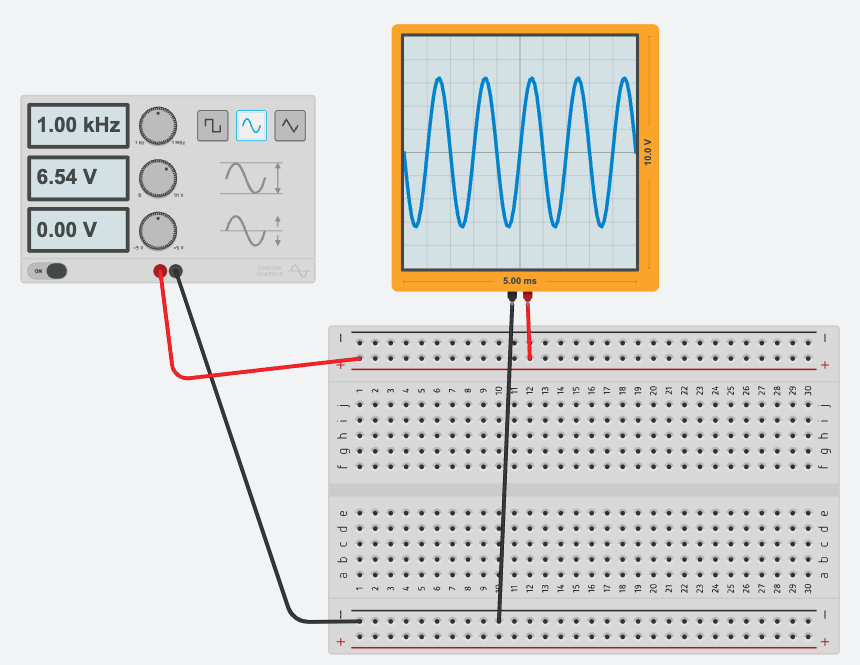 1.00 kHz
1 Hz
1 MHz
6.54 V
0
10 V
0.00 V
-5 V
+5 V
ON
FUNCTION
GENERATOR
10.0 V
5.00 ms
− −
+ +
1 2 3 4 5 6 7 8 9 10 11 12 13 14 15 16 17 18 19 20 21 22 23 24 25 26 27 28 29 30
j j
i i
h h
g g
f f
e e
d d
c c
b b
a a
1 2 3 4 5 6 7 8 9 10 11 12 13 14 15 16 17 18 19 20 21 22 23 24 25 26 27 28 29 30
− −
+ +